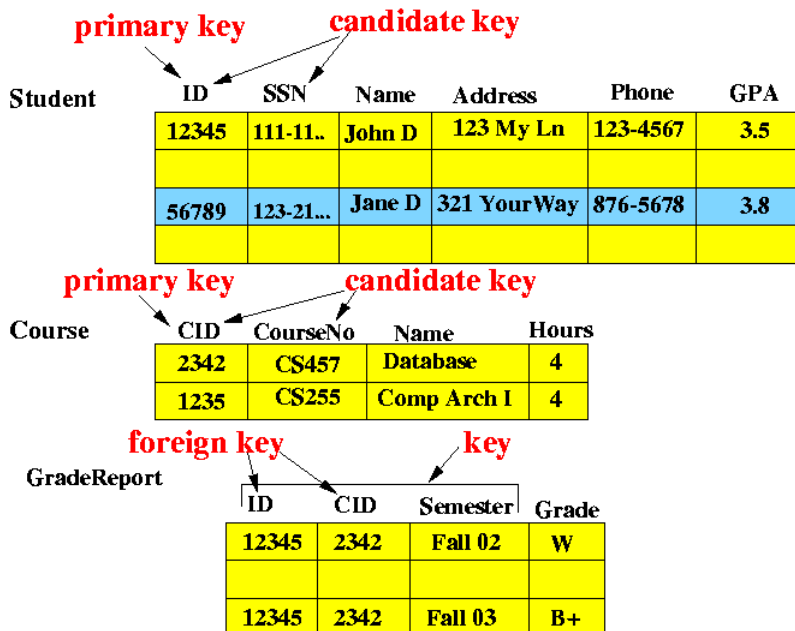 primary key candidate key
Student ID SSN Name Address Phone GPA
12345 111-11.. John D 123 My Ln 123-4567 3.5
56789 123-21... Jane D 321 YourWay 876-5678 3.8
primary key candidate key
Course CID CourseNo Name Hours
2342 CS457 Database 4
1235 CS255 Comp Arch I 4
foreign key key
GradeReport ID CID Semester Grade
12345 2342 Fall 02 W
12345 2342 Fall 03 B+